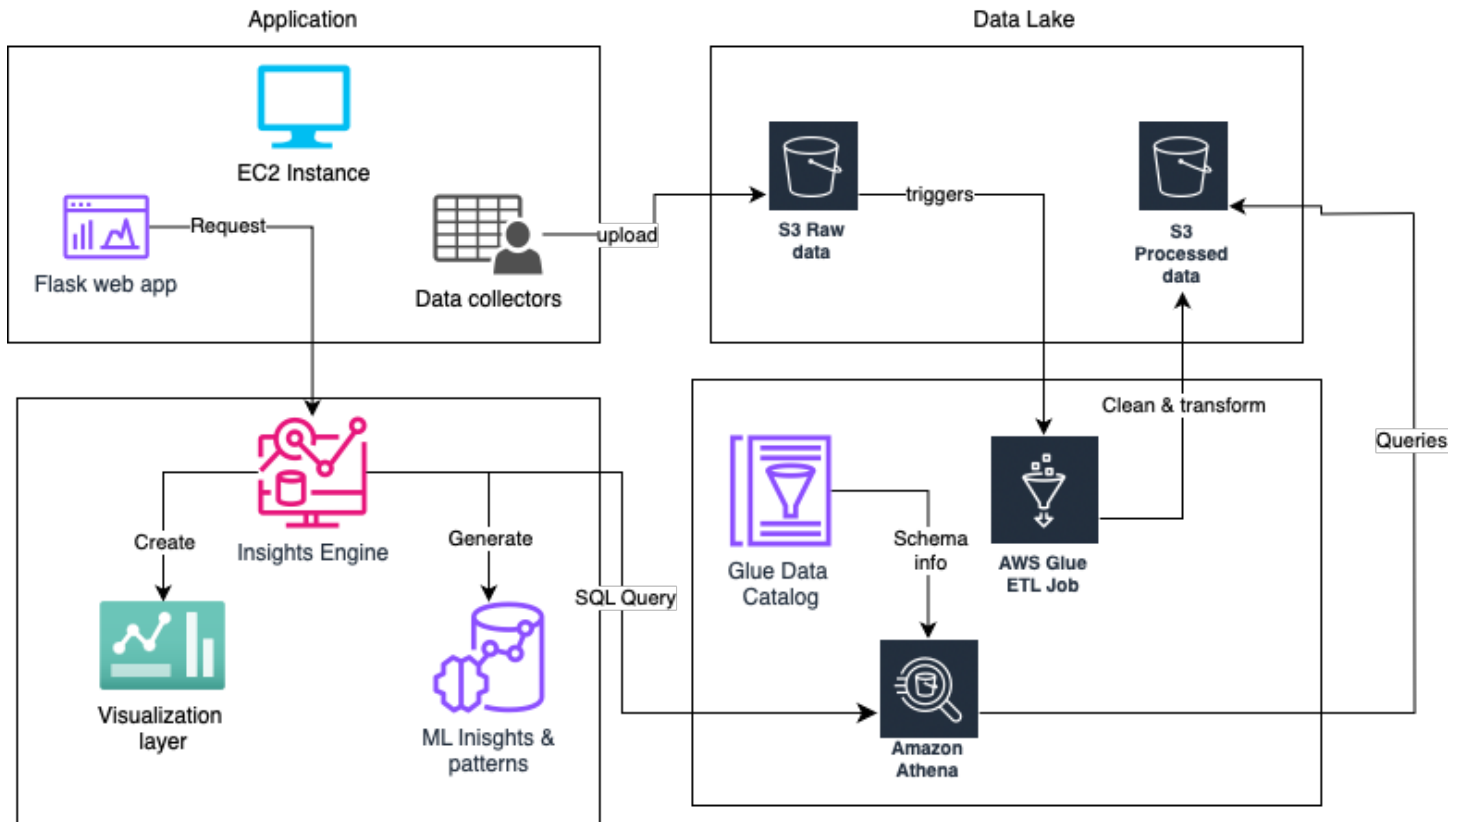 Application
Data Lake
EC2 Instance
Request
Flask web app
Data collectors
upload
S3 Raw
data
triggers
S3
Processed
data
Clean & transform
Queries
Insights Engine
Create
Generate
SQL Query
Visualization
layer
ML Inisghts &
patterns
Glue Data
Catalog
Schema
info
AWS Glue
ETL Job
Amazon
Athena